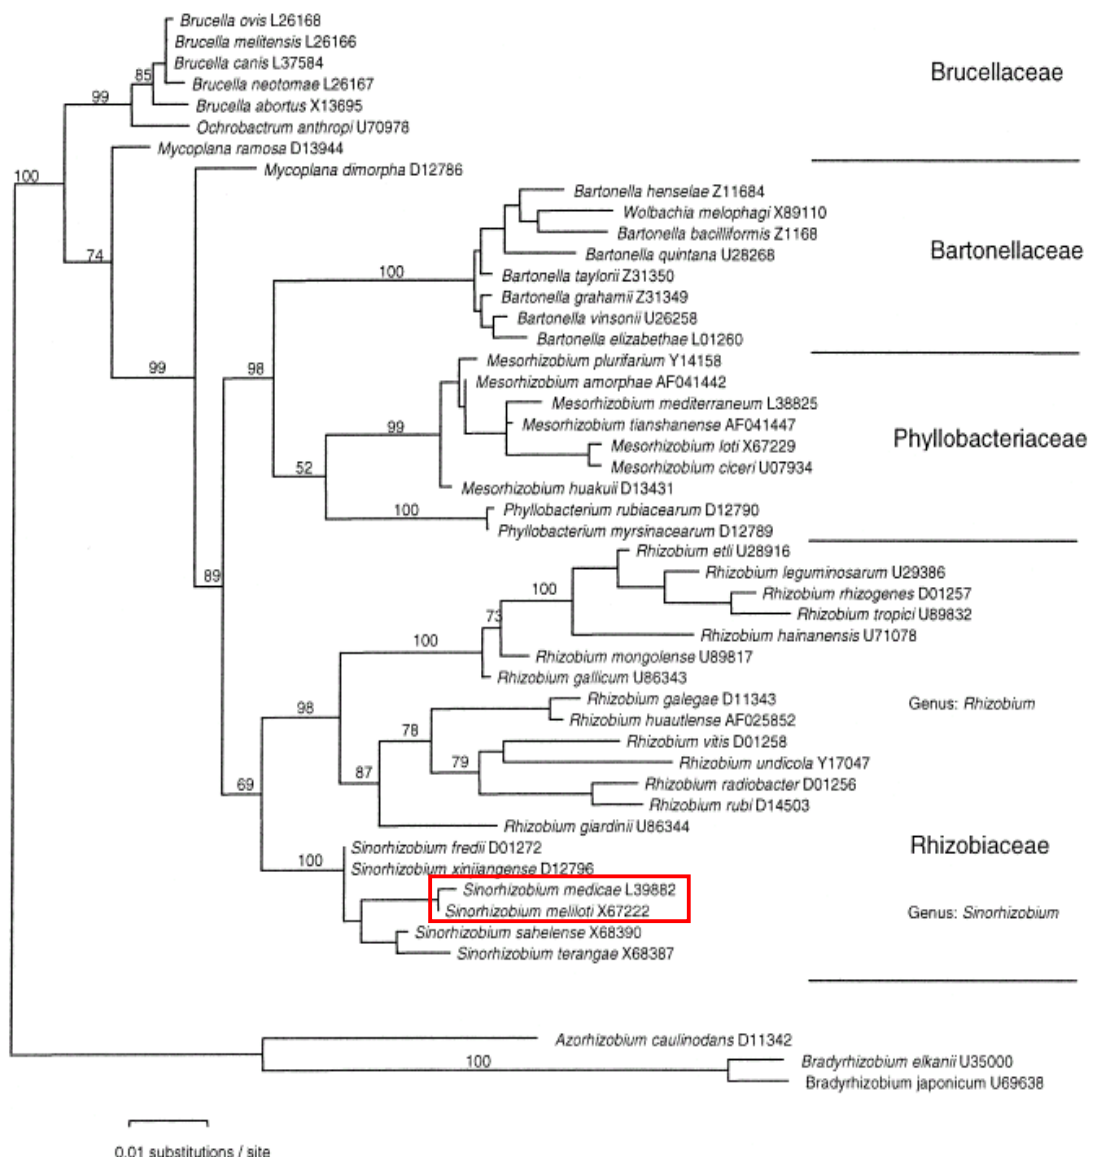 Brucella ovis L26168
Brucella melitensis L26166
Brucella canis L37584
85
Brucella neotomae L26167
Brucellaceae
99
Brucella abortus X13695
Ochrobactrum anthropi U70978
Mycoplana ramosa D13944
Mycoplana dimorpha D12786
100
Bartonella henselae Z11684
Wolbachia melophagi X89110
Bartonella bacilliformis Z1168
Bartonellaceae
74
Bartonella quintana U28268
100
Bartonella taylorii Z31350
Bartonella grahamii Z31349
Bartonella vinsonii U26258
Bartonella elizabethae L01260
Mesorhizobium plurifarium Y14158
99
98
Mesorhizobium amorphae AF041442
Mesorhizobium mediterraneum L38825
99
Mesorhizobium tianshanense AF041447
Phyllobacteriaceae
Mesorhizobium loti X67229
52
Mesorhizobium ciceri U07934
Mesorhizobium huakuii D13431
100
Phyllobacterium rubiacearum D12790
Phyllobacterium myrsinacearum D12789
Rhizobium etli U28916
89
Rhizobium leguminosarum U29386
100
Rhizobium rhizogenes D01257
73
Rhizobium tropici U89832
100
Rhizobium hainanensis U71078
Rhizobium mongolense U89817
Rhizobium gallicum U86343
98
Rhizobium galegae D11343
Genus: Rhizobium
Rhizobium huautlense AF025852
78
Rhizobium vitis D01258
79
Rhizobium undicola Y17047
87
69
Rhizobium radiobacter D01256
Rhizobium rubi D14503
Rhizobium giardinii U86344
Sinorhizobium fredii D01272
Rhizobiaceae
100
Sinorhizobium xinjiangense D12796
Sinorhizobium medicae L39882
Sinorhizobium meliloti X67222
Genus: Sinorhizobium
Sinorhizobium sahelense X68390
Sinorhizobium terangae X68387
Azorhizobium caulinodans D11342
100
Bradyrhizobium elkanii U35000
Bradyrhizobium japonicum U69638
0.01 substitutions / site